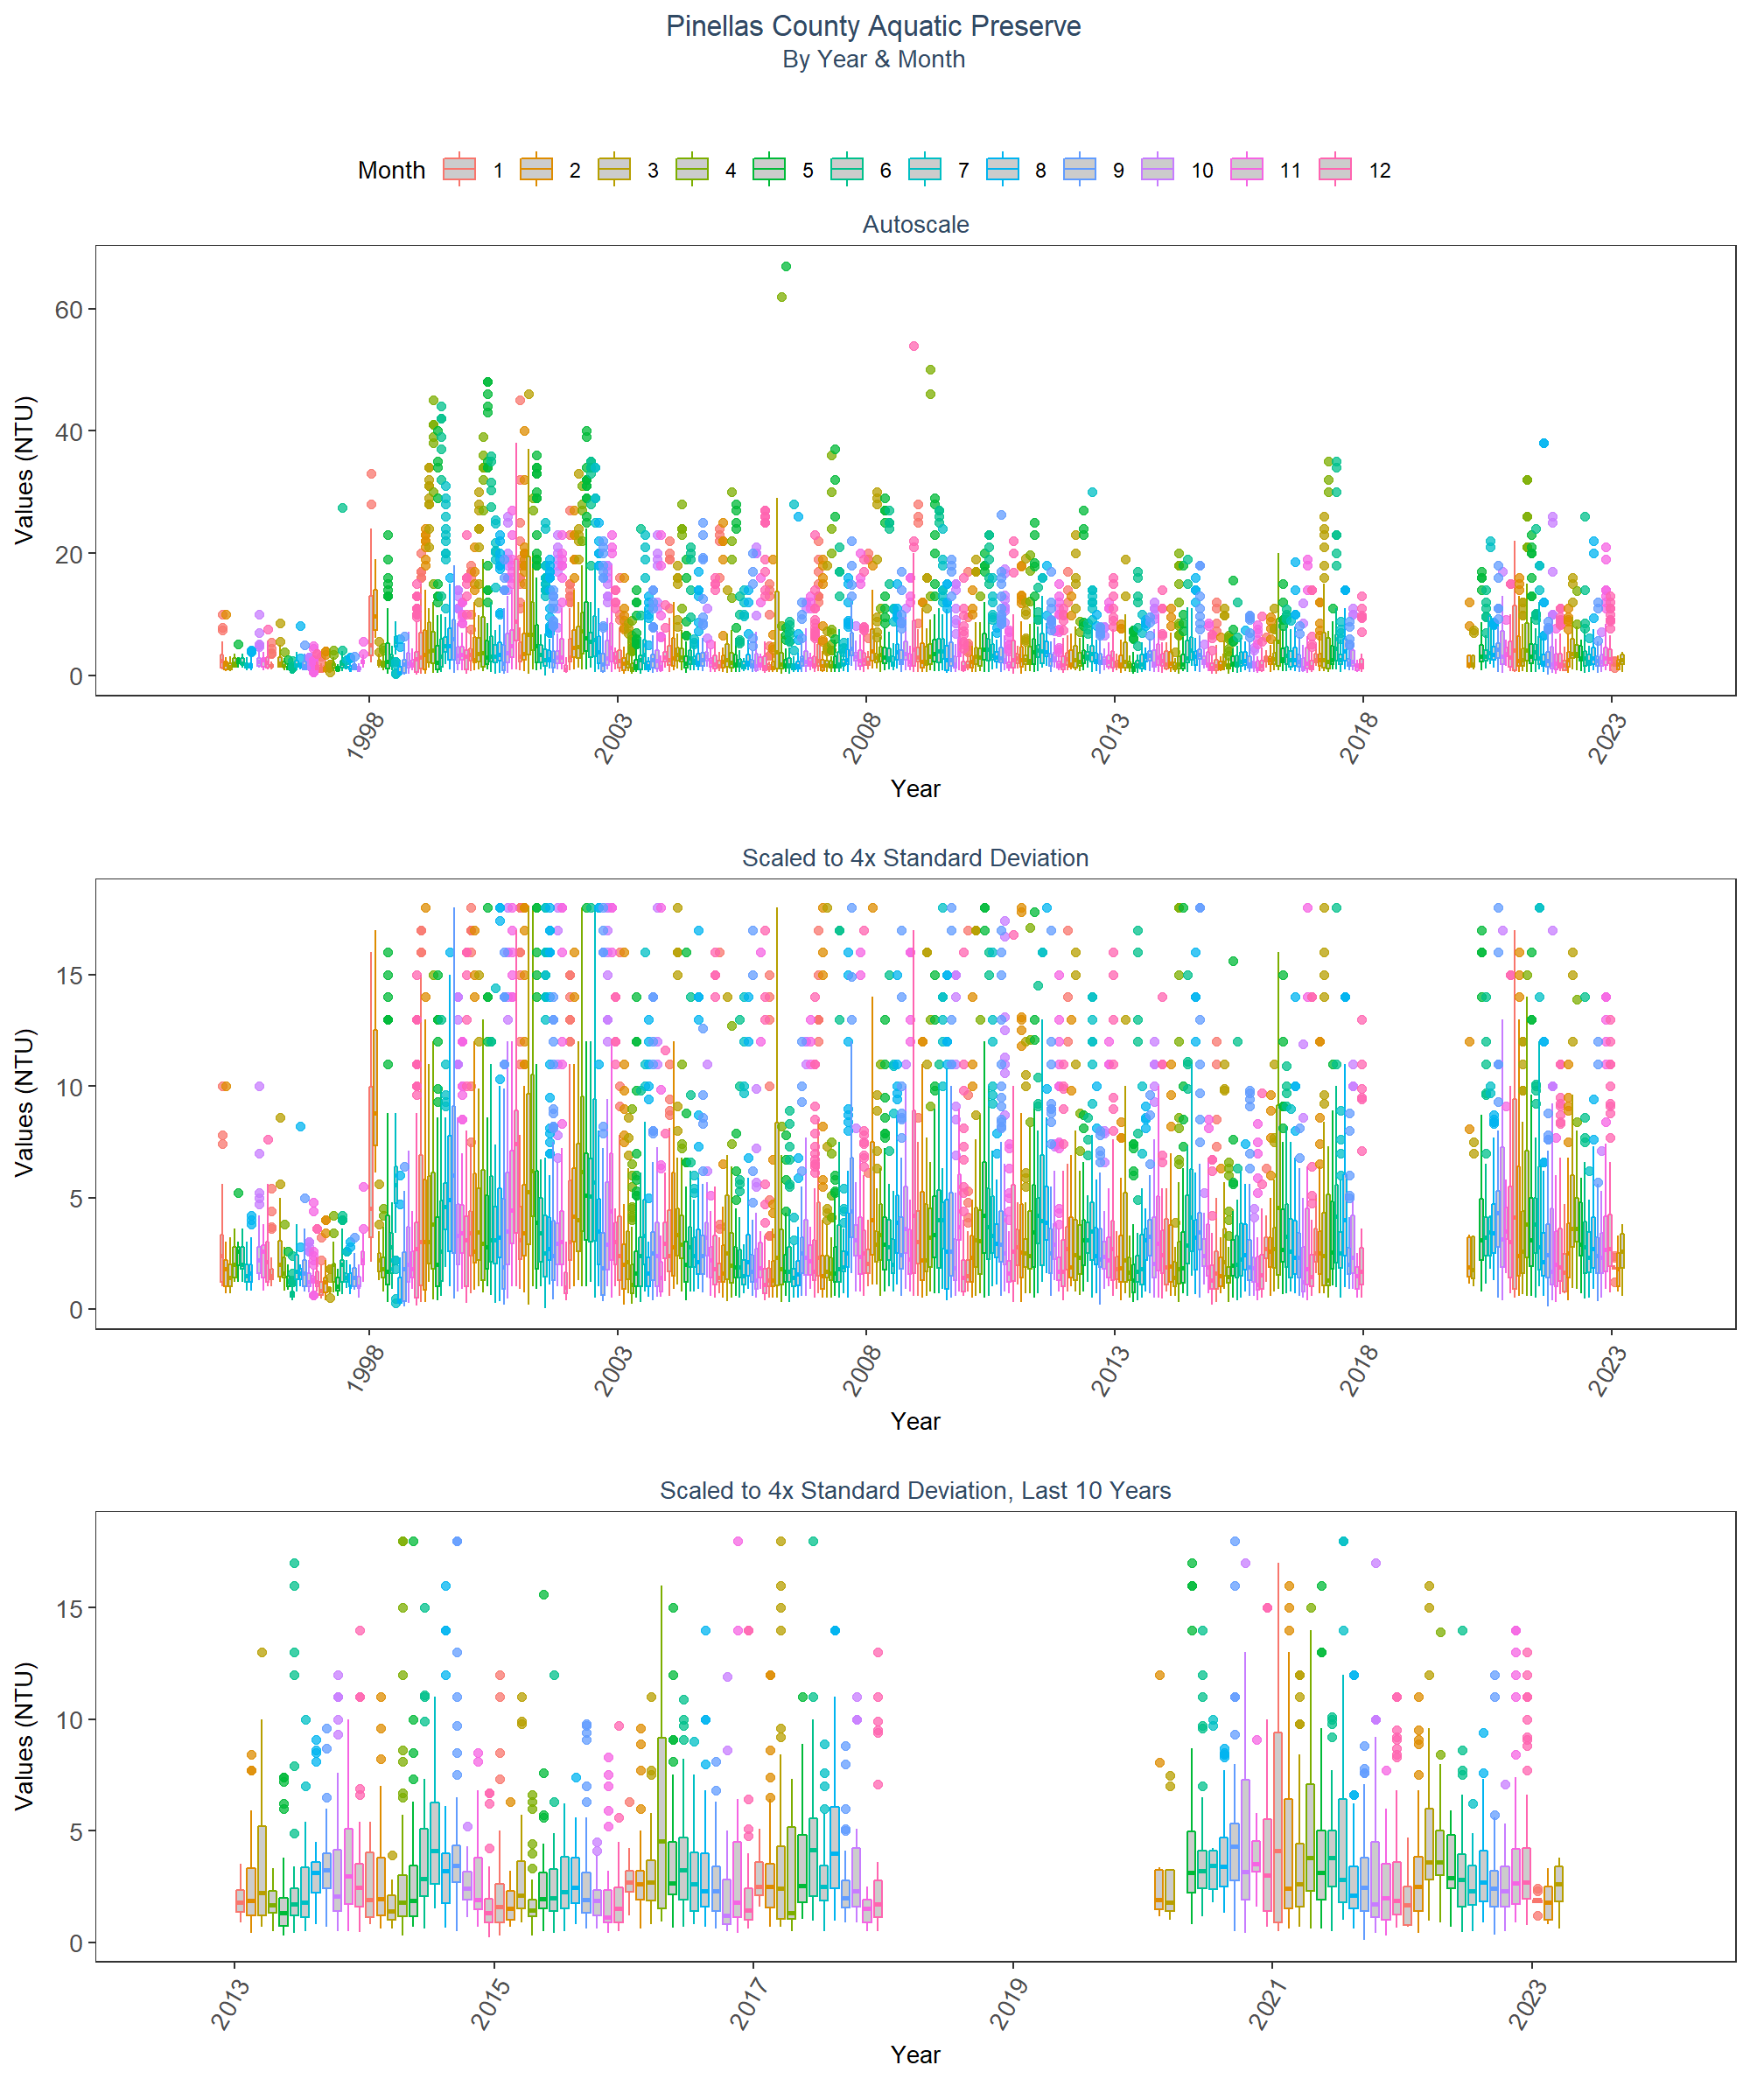 Pinellas County Aquatic Preserve
By Year & Month
Month 1 2 3 4 5 6 7 8 9 10 11 12
Autoscale
Values (NTU)
60
40
20
0
1998 2003 2008 2013 2018 2023
Year
Scaled to 4x Standard Deviation
Values (NTU)
15
10
5
0
1998 2003 2008 2013 2018 2023
Year
Scaled to 4x Standard Deviation, Last 10 Years
Values (NTU)
15
10
5
0
2013 2015 2017 2019 2021 2023
Year